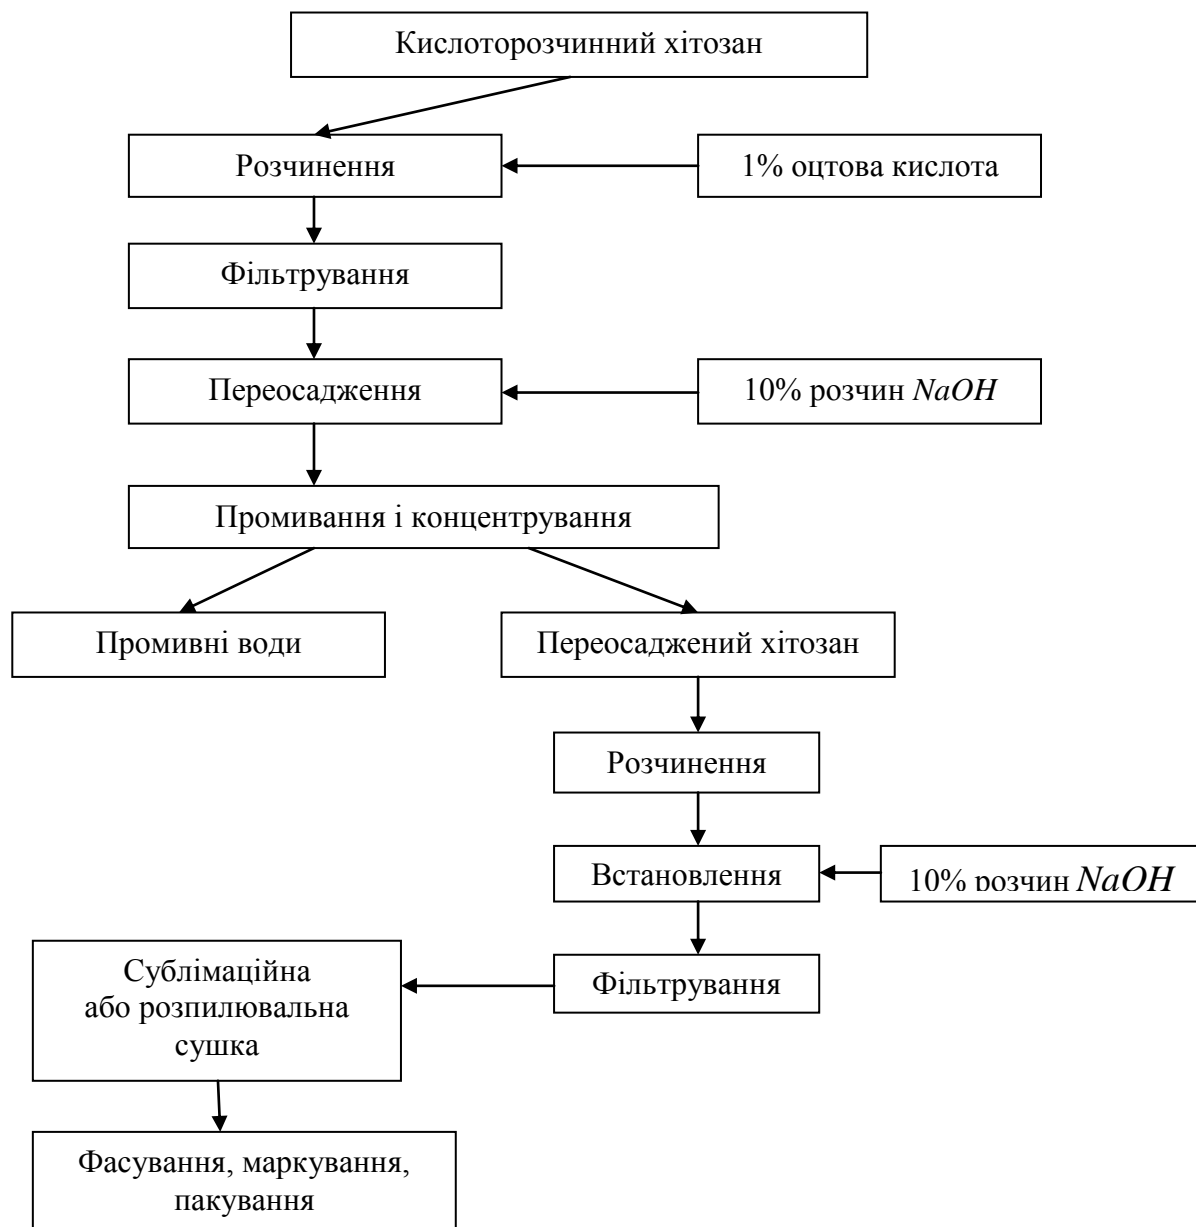 Кислоторозчинний хітозан
Розчинення
1% оцтова кислота
Фільтрування
Переосадження
10% розчин NaOH
Промивання і концентрування
Промивні води
Переосаджений хітозан
Розчинення
Встановлення
10% розчин NaOH
Фільтрування
Сублімаційна
або розпилювальна
сушка
Фасування, маркування,
пакування